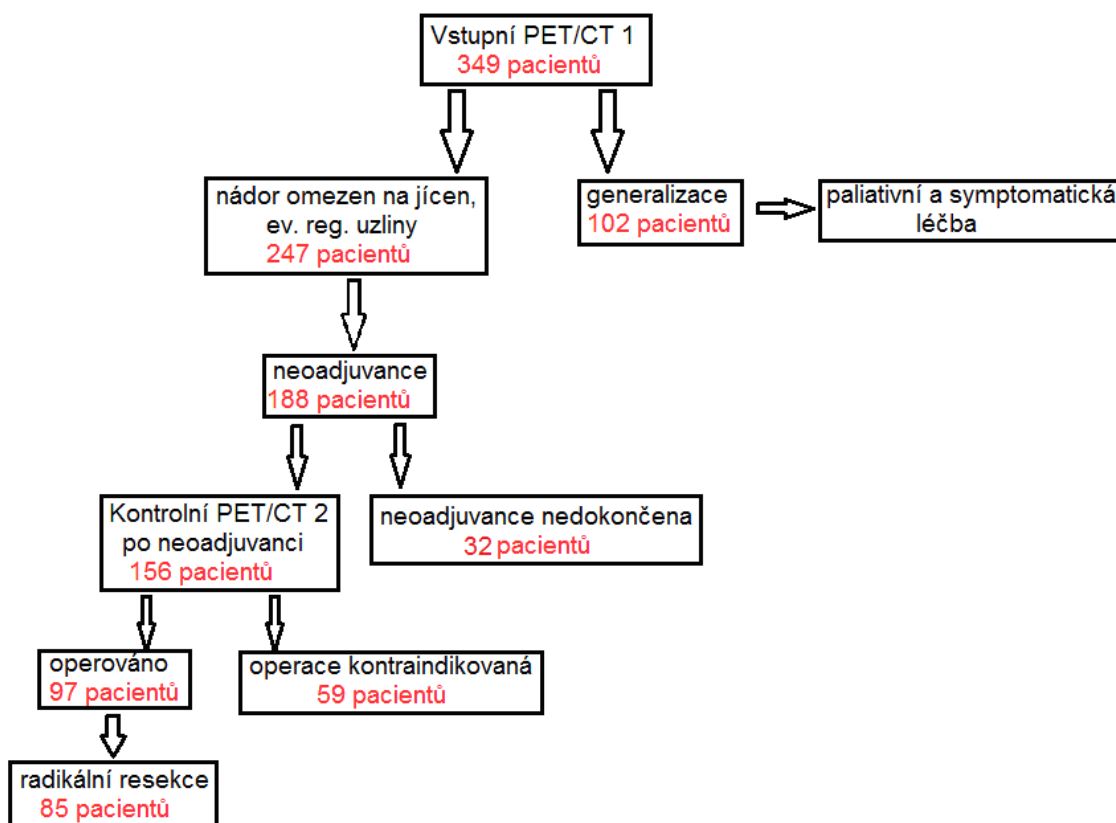 Vstupní PET/CT 1
349 pacientů
nádor omezen na jícen,
ev. reg. uzliny
247 pacientů
generalizace
102 pacientů
paliativní a symptomatická
léčba
neoadjuvance
188 pacientů
Kontrolní PET/CT 2
po neoadjuvanci
156 pacientů
neoadjuvance nedokončena
32 pacientů
operováno
97 pacientů
operace kontraindikovaná
59 pacientů
radikální resekce
85 pacientů